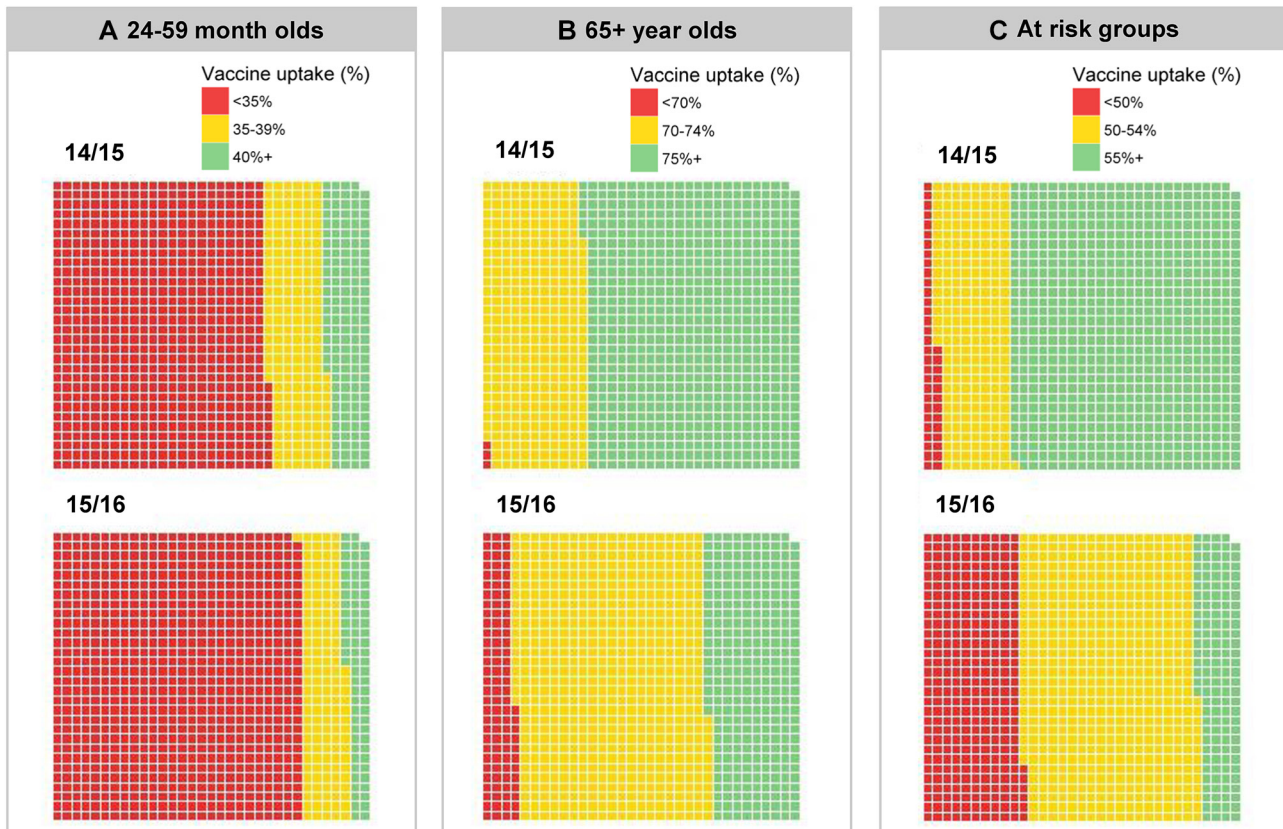 A 24-59 month olds
Vaccine uptake (%)
<35%
35-39%
40%+
14/15
15/16
B 65+ year olds
Vaccine uptake (%)
<70%
70-74%
75%+
14/15
15/16
C At risk groups
Vaccine uptake (%)
<50%
50-54%
55%+
14/15
15/16